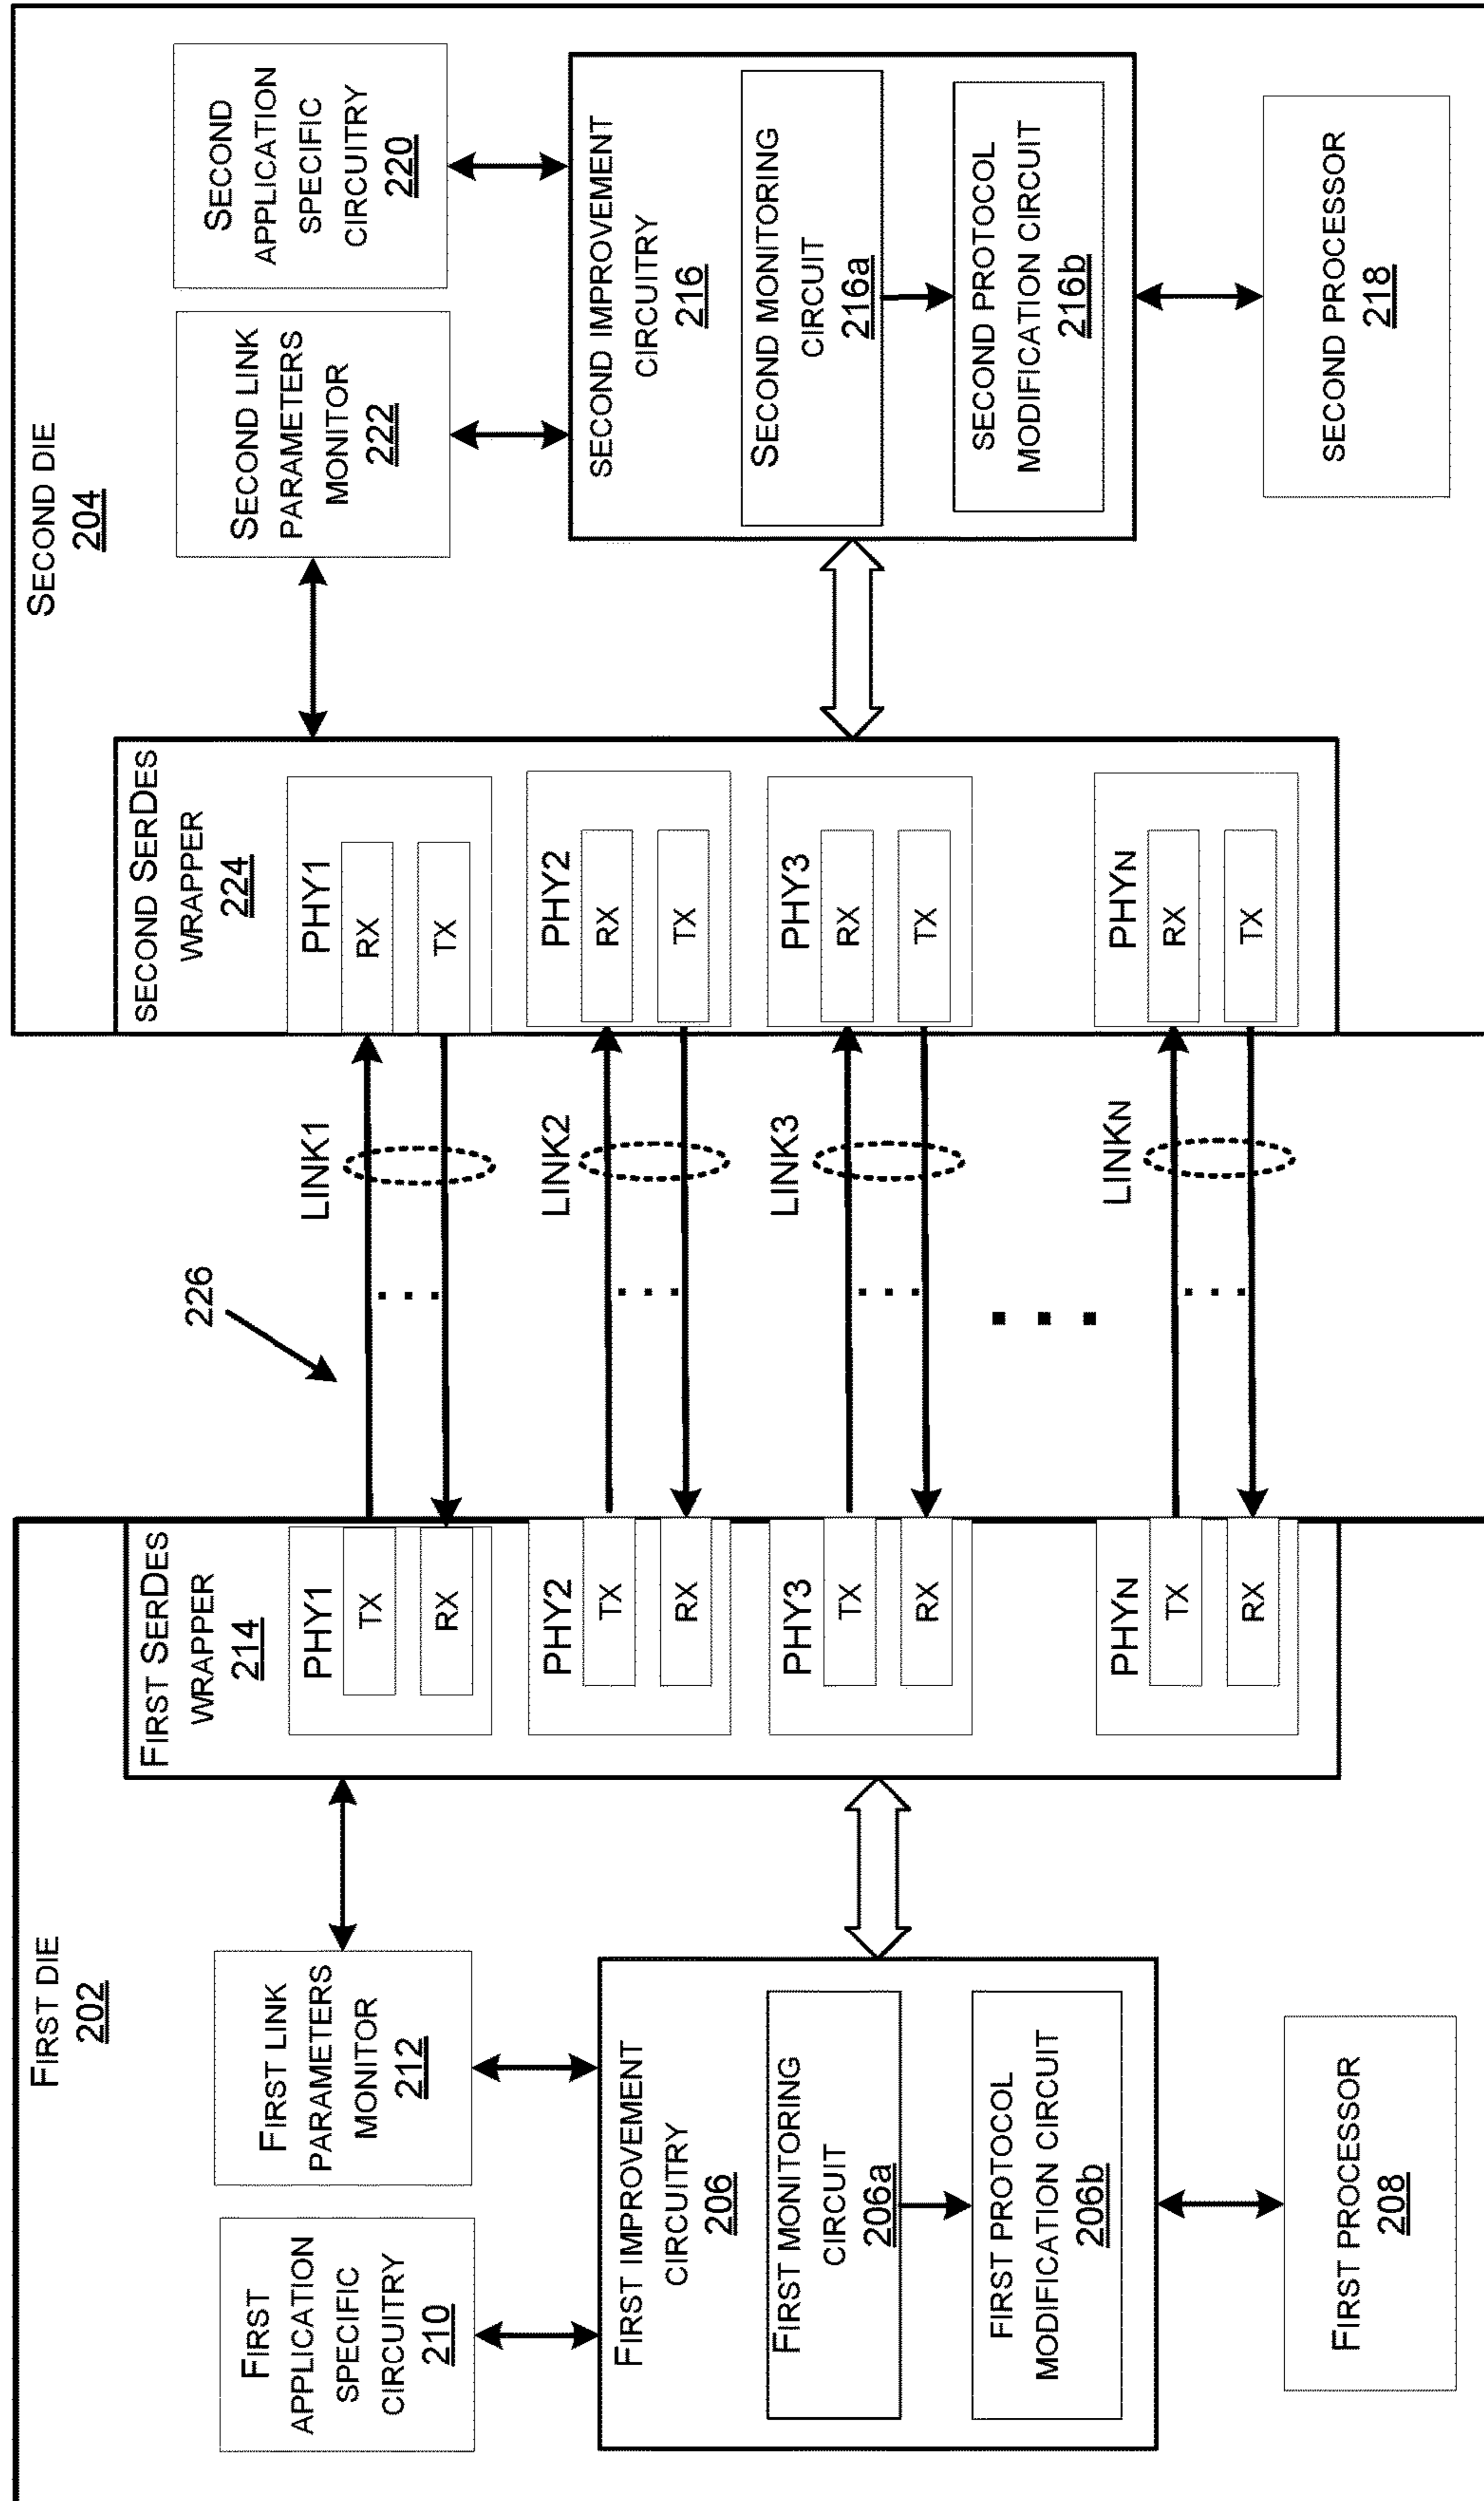 FIRST DIE
202
FIRST
APPLICATION
SPECIFIC
CIRCUITRY
210
FIRST LINK
PARAMETERS
MONITOR
212
FIRST IMPROVEMENT
CIRCUITRY
206
FIRST MONITORING
CIRCUIT
206a
FIRST PROTOCOL
MODIFICATION CIRCUIT
206b
FIRST PROCESSOR
208
FIRST SERDES
WRAPPER
214
PHY1
TX
RX
PHY2
TX
RX
PHY3
TX
RX
PHYN
TX
RX
226
LINK1
LINK2
LINK3
LINKN
SECOND DIE
204
SECOND SERDES
WRAPPER
224
PHY1
RX
TX
PHY2
RX
TX
PHY3
RX
TX
PHYN
RX
TX
SECOND LINK
PARAMETERS
MONITOR
222
SECOND
APPLICATION
SPECIFIC
CIRCUITRY
220
SECOND IMPROVEMENT
CIRCUITRY
216
SECOND MONITORING
CIRCUIT
216a
SECOND PROTOCOL
MODIFICATION CIRCUIT
216b
SECOND PROCESSOR
218